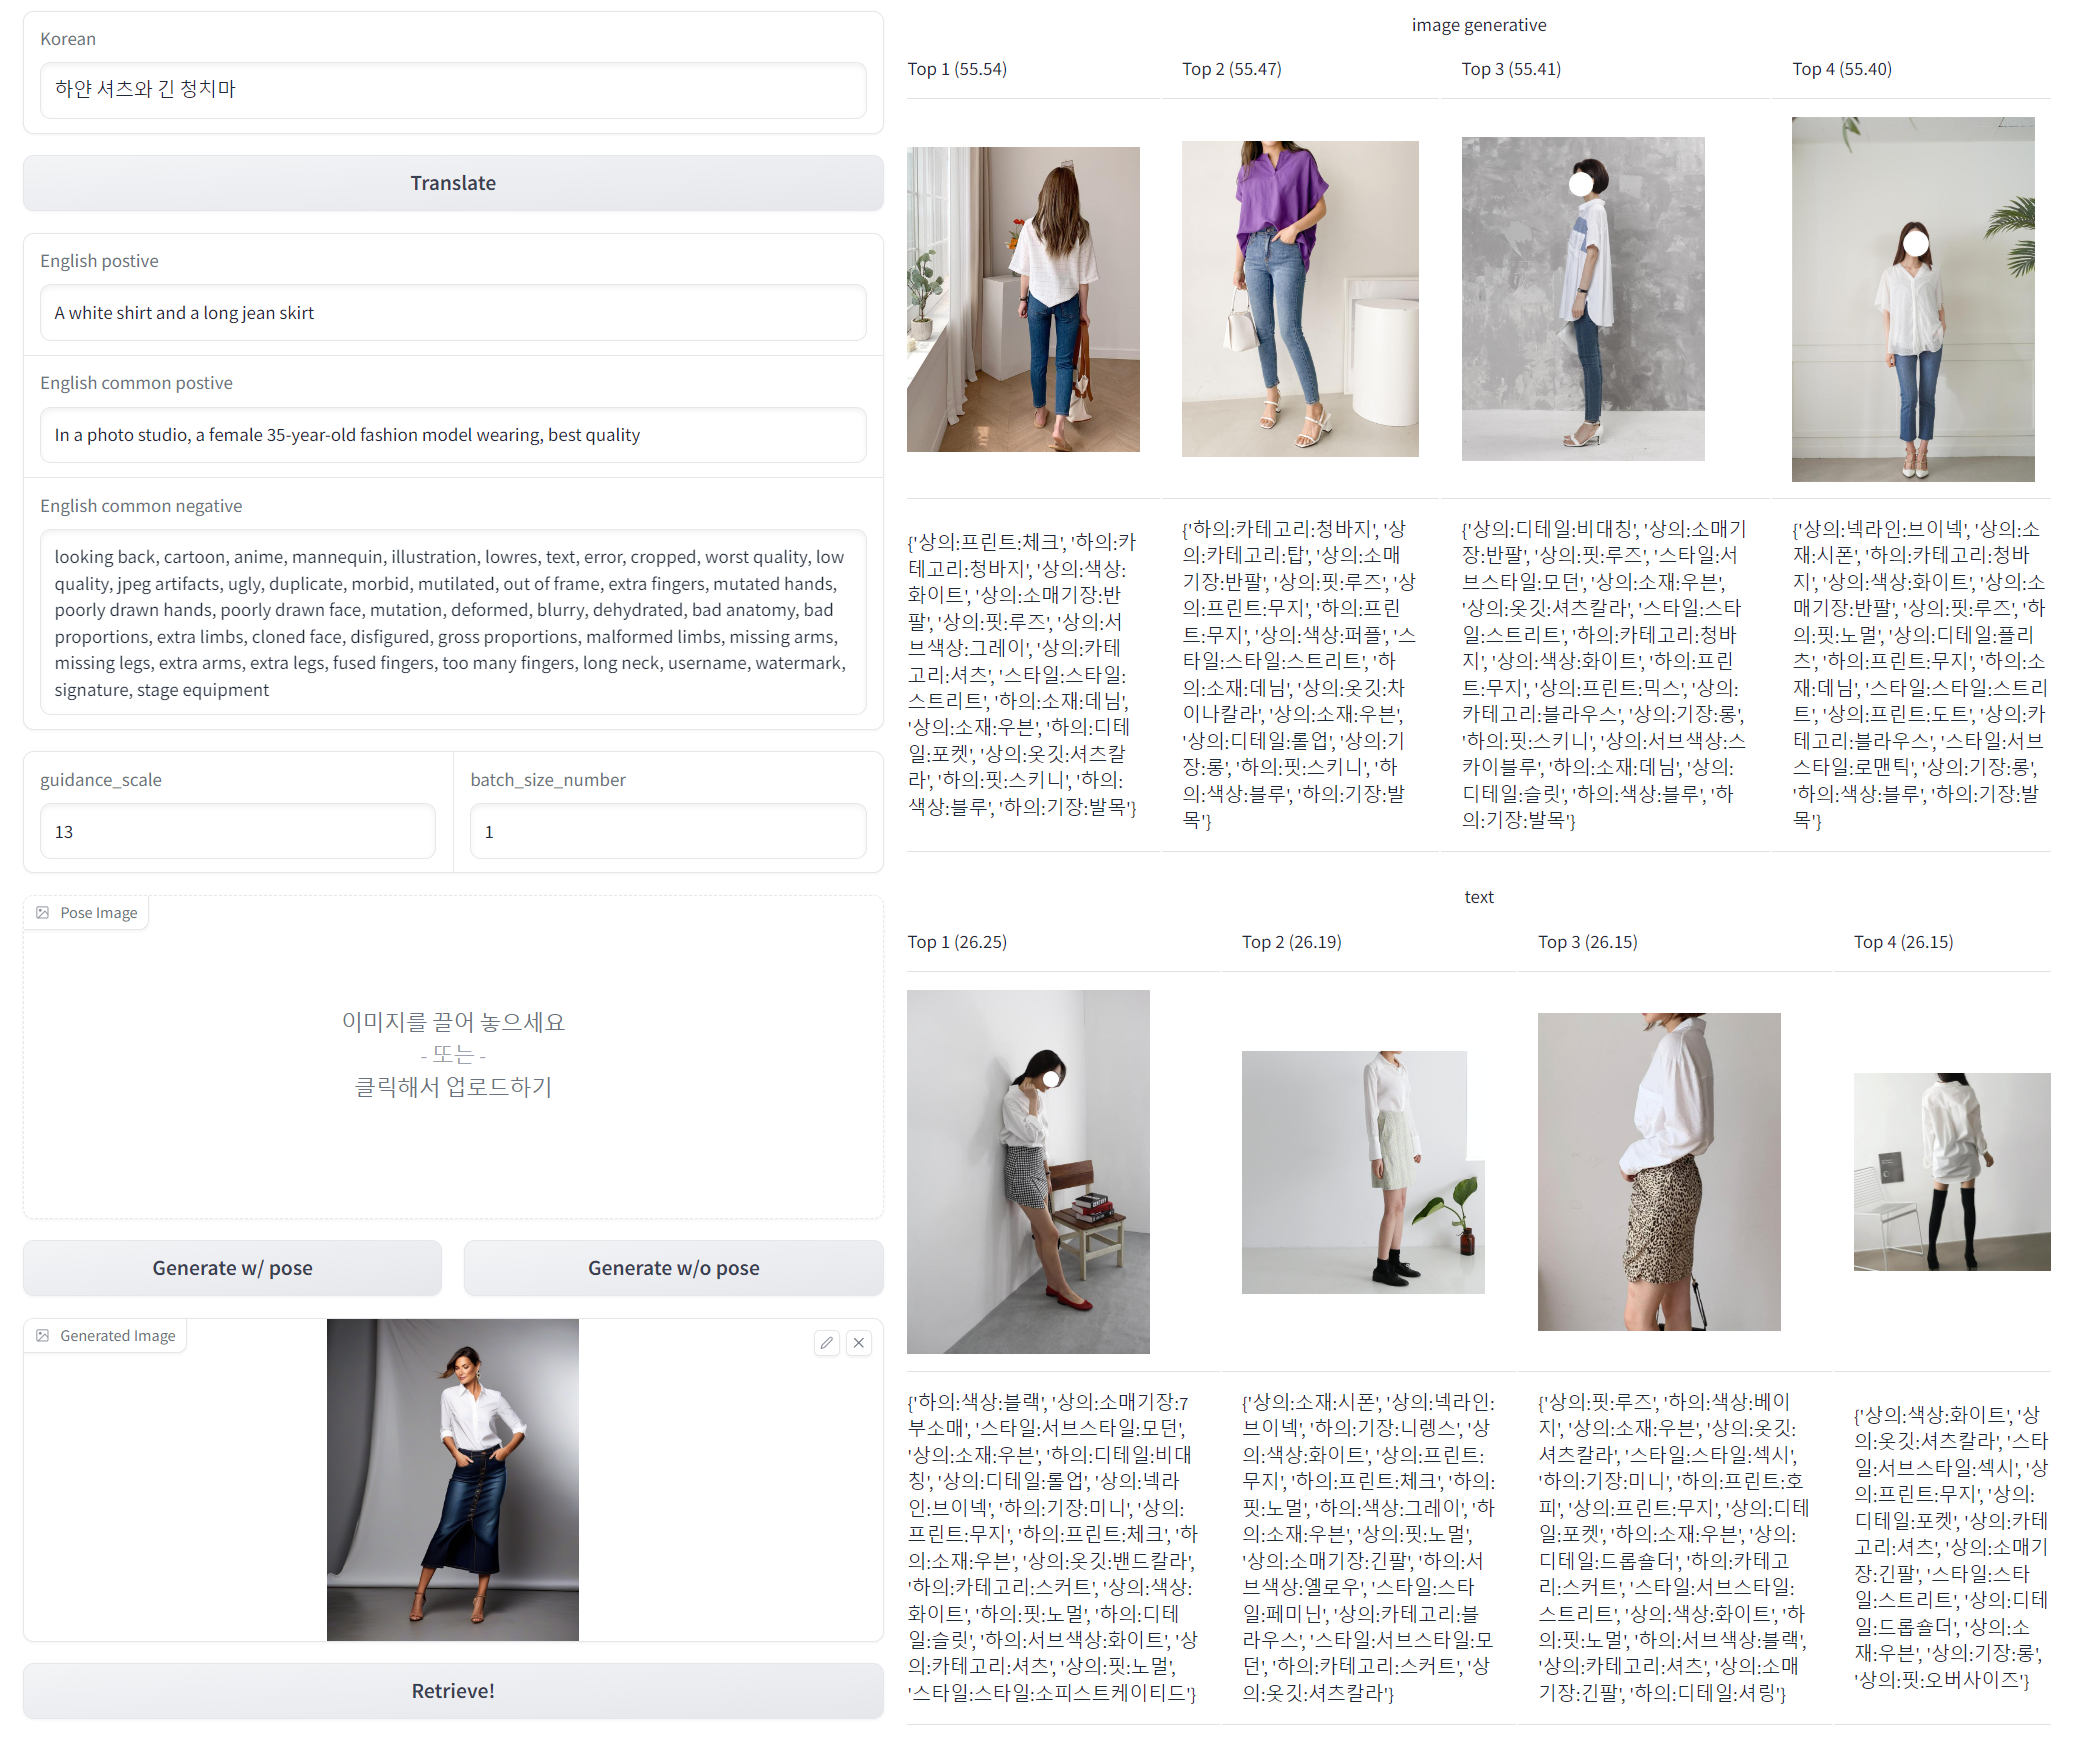 Korean
하얀 셔츠와 긴 청치마
Translate
English postive
A white shirt and a long jean skirt
English common postive
In a photo studio, a female 35-year-old fashion model wearing, best quality
English common negative
looking back, cartoon, anime, mannequin, illustration, lowres, text, error, cropped, worst quality, low
quality, jpeg artifacts, ugly, duplicate, morbid, mutilated, out of frame, extra fingers, mutated hands,
poorly drawn hands, poorly drawn face, mutation, deformed, blurry, dehydrated, bad anatomy, bad
proportions, extra limbs, cloned face, disfigured, gross proportions, malformed limbs, missing arms,
missing legs, extra arms, extra legs, fused fingers, too many fingers, long neck, username, watermark,
signature, stage equipment
guidance_scale
13
batch_size_number
1
Pose Image
이미지를 끌어 놓으세요
- 또는 -
클릭해서 업로드하기
Generate w/ pose
Generate w/o pose
Generated Image
Retrieve!
image generative
Top 1 (55.54)
Top 2 (55.47)
Top 3 (55.41)
Top 4 (55.40)
{'상의:프린트:체크', '하의:카
테고리:청바지', '상의:색상:
화이트', '상의:소매기장:반
팔', '상의:핏:루즈', '상의:서
브색상:그레이', '상의:카테
고리:셔츠', '스타일:스타일:
스트리트', '하의:소재:데님',
'상의:소재:우븐', '하의:디테
일:포켓', '상의:옷깃:셔츠칼
라', '하의:핏:스키니', '하의:
색상:블루', '하의:기장:발목'}
{'하의:카테고리:청바지', '상
의:카테고리:탑', '상의:소매
기장:반팔', '상의:핏:루즈', '상
의:프린트:무지', '하의:프린
트:무지', '상의:색상:퍼플', '스
타일:스타일:스트리트', '하
의:소재:데님', '상의:옷깃:차
이나칼라', '상의:소재:우븐',
'상의:디테일:롤업', '상의:기
장:롱', '하의:핏:스키니', '하
의:색상:블루', '하의:기장:발
목'}
{'상의:디테일:비대칭', '상의:소매기
장:반팔', '상의:핏:루즈', '스타일:서
브스타일:모던', '상의:소재:우븐',
'상의:옷깃:셔츠칼라', '스타일:스타
일:스트리트', '하의:카테고리:청바
지', '상의:색상:화이트', '하의:프린
트:무지', '상의:프린트:믹스', '상의:
카테고리:블라우스', '상의:기장:롱',
'하의:핏:스키니', '상의:서브색상:스
카이블루', '하의:소재:데님', '상의:
디테일:슬릿', '하의:색상:블루', '하
의:기장:발목'}
{'상의:넥라인:브이넥', '상의:소
재:시폰', '하의:카테고리:청바
지', '상의:색상:화이트', '상의:소
매기장:반팔', '상의:핏:루즈', '하
의:핏:노멀', '상의:디테일:플리
츠', '하의:프린트:무지', '하의:소
재:데님', '스타일:스타일:스트리
트', '상의:프린트:도트', '상의:카
테고리:블라우스', '스타일:서브
스타일:로맨틱', '상의:기장:롱',
'하의:색상:블루', '하의:기장:발
목'}
text
Top 1 (26.25)
Top 2 (26.19)
Top 3 (26.15)
Top 4 (26.15)
{'하의:색상:블랙', '상의:소매기장:7
부소매', '스타일:서브스타일:모던',
'상의:소재:우븐', '하의:디테일:비대
칭', '상의:디테일:롤업', '상의:넥라
인:브이넥', '하의:기장:미니', '상의:
프린트:무지', '하의:프린트:체크', '하
의:소재:우븐', '상의:옷깃:밴드칼라',
'하의:카테고리:스커트', '상의:색상:
화이트', '하의:핏:노멀', '하의:디테
일:슬릿', '하의:서브색상:화이트', '상
의:카테고리:셔츠', '상의:핏:노멀',
'스타일:스타일:소피스트케이티드'}
{'상의:소재:시폰', '상의:넥라인:
브이넥', '하의:기장:니렝스', '상
의:색상:화이트', '상의:프린트:
무지', '하의:프린트:체크', '하의:
핏:노멀', '하의:색상:그레이', '하
의:소재:우븐', '상의:핏:노멀',
'상의:소매기장:긴팔', '하의:서
브색상:옐로우', '스타일:스타
일:페미닌', '상의:카테고리:블
라우스', '스타일:서브스타일:모
던', '하의:카테고리:스커트', '상
의:옷깃:셔츠칼라'}
{'상의:핏:루즈', '하의:색상:베이
지', '상의:소재:우븐', '상의:옷깃:
셔츠칼라', '스타일:스타일:섹시',
'하의:기장:미니', '하의:프린트:호
피', '상의:프린트:무지', '상의:디테
일:포켓', '하의:소재:우븐', '상의:
디테일:드롭숄더', '하의:카테고
리:스커트', '스타일:서브스타일:
스트리트', '상의:색상:화이트', '하
의:핏:노멀', '하의:서브색상:블랙',
'상의:카테고리:셔츠', '상의:소매
기장:긴팔', '하의:디테일:셔링'}
{'상의:색상:화이트', '상
의:옷깃:셔츠칼라', '스타
일:서브스타일:섹시', '상
의:프린트:무지', '상의:
디테일:포켓', '상의:카테
고리:셔츠', '상의:소매기
장:긴팔', '스타일:스타
일:스트리트', '상의:디테
일:드롭숄더', '상의:소
재:우븐', '상의:기장:롱',
'상의:핏:오버사이즈'}